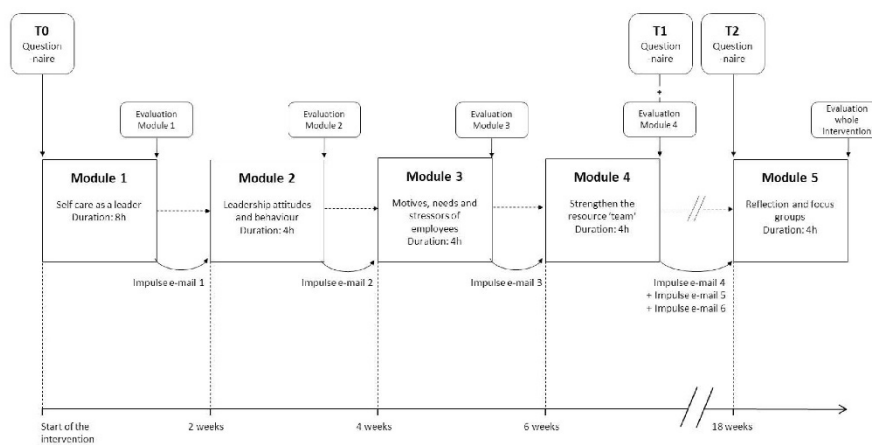 T0
Question
naire
T1
Question
naire
T2
Question
naire
+
Evaluation
Module 1
Evaluation
Module 2
Evaluation
Module 3
Evaluation
Module 4
Evaluation
whole
Intervention
Module 1
Self care as a leader
Duration: 8h
Module 2
Leadership attitudes
and behaviour
Duration: 4h
Module 3
Motives, needs and
stressors of
employees
Duration: 4h
Module 4
Strengthen the
resource 'team'
Duration: 4h
Module 5
Reflection and focus
groups
Duration: 4h
Impulse e-mail 1
Impulse e-mail 2
Impulse e-mail 3
Impulse e-mail 4
+ Impulse e-mail 5
+ Impulse e-mail 6
Start of the
intervention
2 weeks
4 weeks
6 weeks
18 weeks